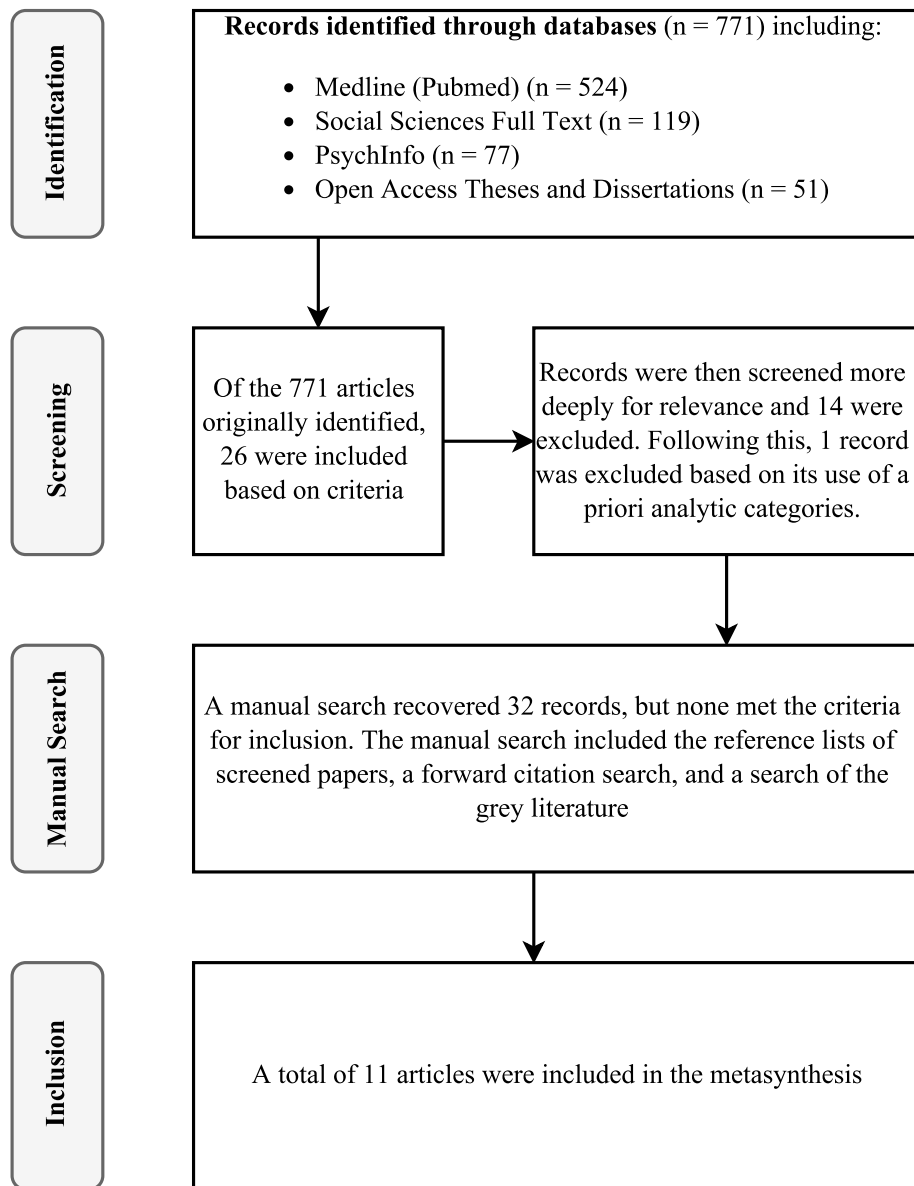 Identification
Records identified through databases (n = 771) including:
• Medline (Pubmed) (n = 524)
• Social Sciences Full Text (n = 119)
• PsychInfo (n = 77)
• Open Access Theses and Dissertations (n = 51)
Screening
Of the 771 articles
originally identified,
26 were included
based on criteria
Records were then screened more
deeply for relevance and 14 were
excluded. Following this, 1 record
was excluded based on its use of a
priori analytic categories.
Manual Search
A manual search recovered 32 records, but none met the criteria
for inclusion. The manual search included the reference lists of
screened papers, a forward citation search, and a search of the
grey literature
Inclusion
A total of 11 articles were included in the metasynthesis